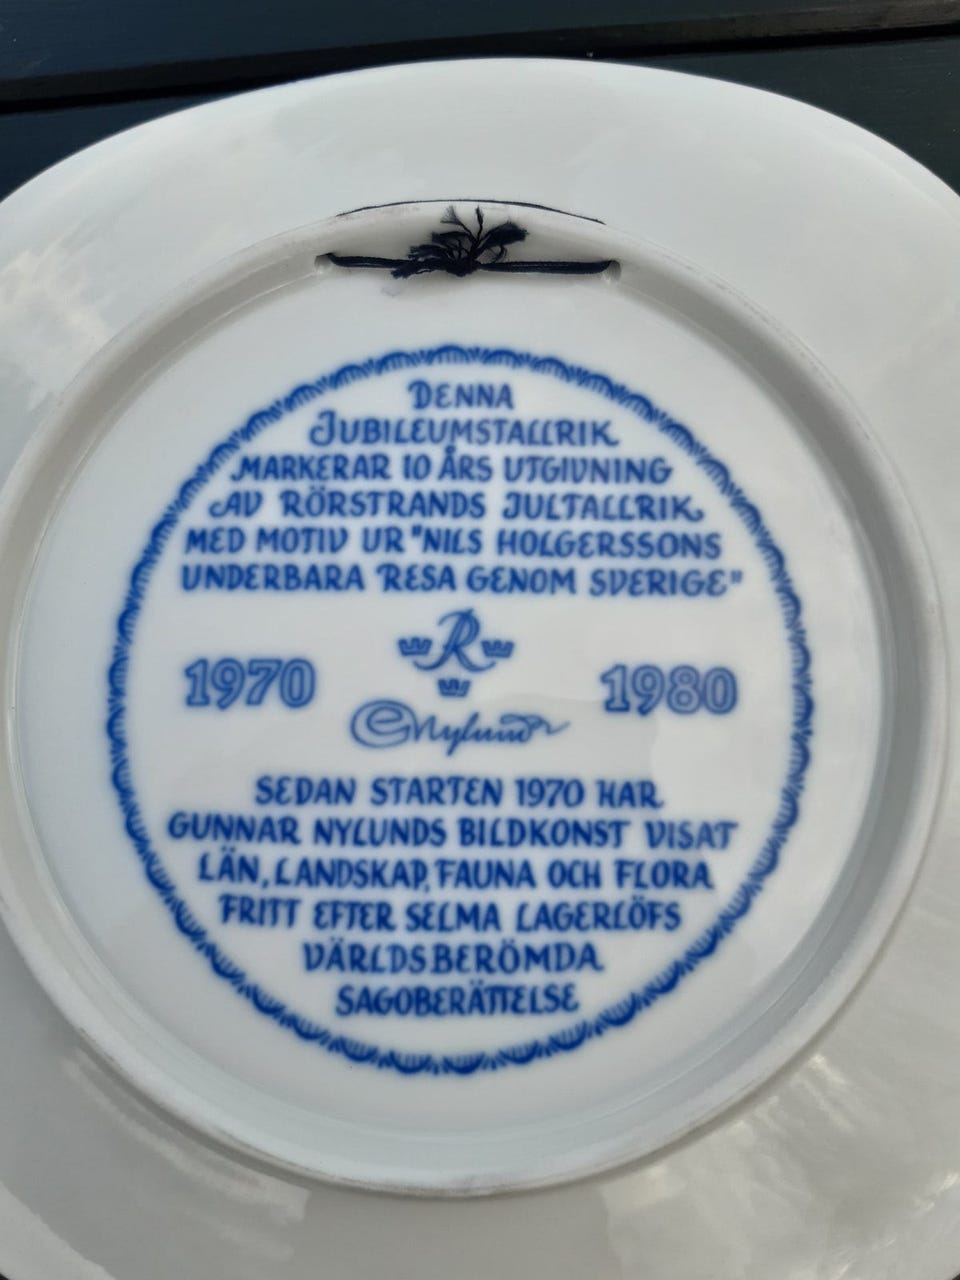 DENNA
JUBILEUMSTALLRIK
MARKERAR 10 ÅRS UTGIVNING
AV RÖRSTRANDS JULTALLRIK
MED MOTIV UR "NILS HOLGERSSONS
UNDERBARA RESA GENOM SVERIGE"
R
1970 1980
GNylund
SEDAN STARTEN 1970 HAR
GUNNAR NYLUNDS BILDKONST VISAT
LÄN, LANDSKAP, FAUNA OCH FLORA
FRITT EFTER SELMA LAGERLÖFS
VÄRLDSBERÖMDA
SAGOBERÄTTELSE